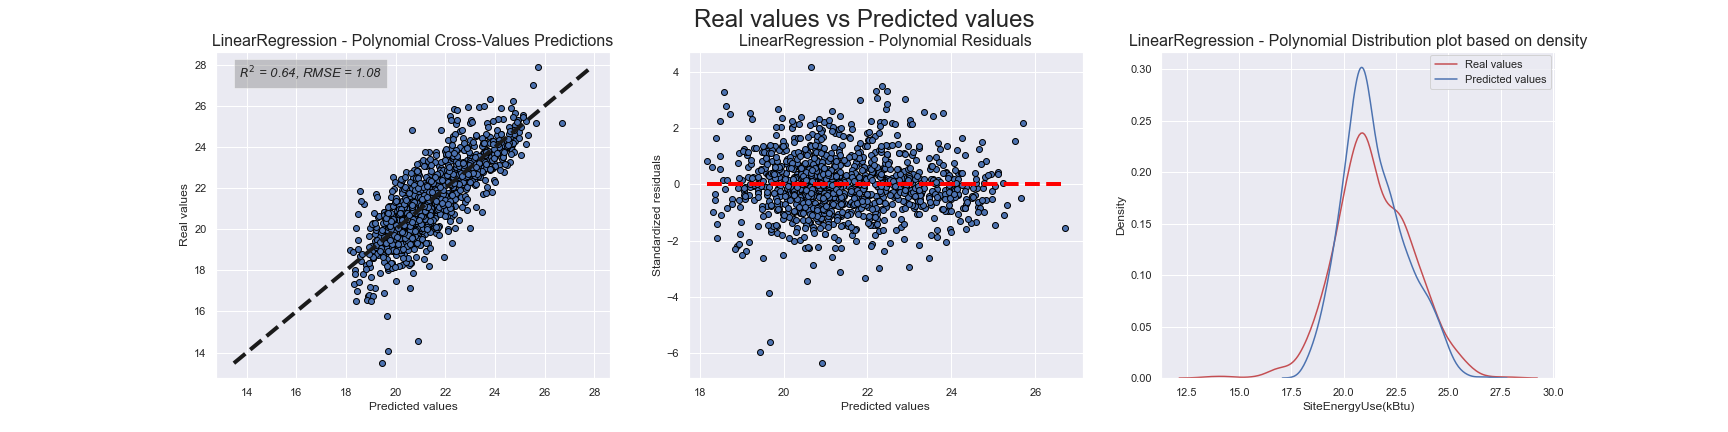 Real values vs Predicted values
LinearRegression - Polynomial Cross-Values Predictions
R² = 0.64, RMSE = 1.08
28
26
24
22
20
18
16
14
Real values
14 16 18 20 22 24 26 28
Predicted values
LinearRegression - Polynomial Residuals
4
2
0
−2
−4
−6
Standardized residuals
18 20 22 24 26
Predicted values
LinearRegression - Polynomial Distribution plot based on density
Real values
Predicted values
0.30
0.25
0.20
0.15
0.10
0.05
0.00
Density
12.5 15.0 17.5 20.0 22.5 25.0 27.5 30.0
SiteEnergyUse(kBtu)